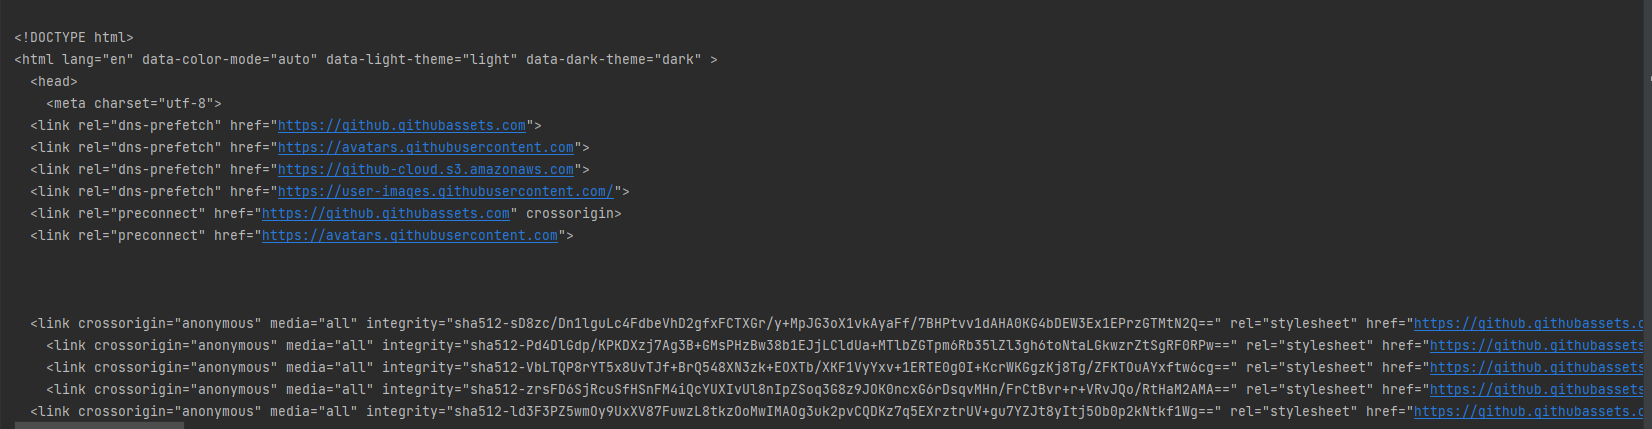 <!DOCTYPE html>
<html lang="en" data-color-mode="auto" data-light-theme="light" data-dark-theme="dark" >
<head>
<meta charset="utf-8">
<link rel="dns-prefetch" href="https://github.githubassets.com">
<link rel="dns-prefetch" href="https://avatars.githubusercontent.com">
<link rel="dns-prefetch" href="https://github-cloud.s3.amazonaws.com">
<link rel="dns-prefetch" href="https://user-images.githubusercontent.com/">
<link rel="preconnect" href="https://github.githubassets.com" crossorigin>
<link rel="preconnect" href="https://avatars.githubusercontent.com">
<link crossorigin="anonymous" media="all" integrity="sha512-sD8zc/Dn1lguLc4FdbeVhD2gfxFCTXGr/y+MpJG3oX1vkAyaFf/7BHPtvv1dAHA0KG4bDEW3Ex1EPrzGTMtN2Q==" rel="stylesheet" href="https://github.githubassets.c
<link crossorigin="anonymous" media="all" integrity="sha512-Pd4DlGdp/KPKDXzj7Ag3B+GMsPHzBw38b1EJjLCldUa+MTlbZGTpm6Rb35lZl3gh6toNtaLGkwzrZtSgRF0RPw==" rel="stylesheet" href="https://github.githubassets
<link crossorigin="anonymous" media="all" integrity="sha512-VbLTQP8rYT5x8UvTJf+BrQ548XN3zk+EOXTb/XKF1VyYxv+1ERTE0g0I+KcrWKGgzKj8Tg/ZFKTOuAYxftw6cg==" rel="stylesheet" href="https://github.githubassets
<link crossorigin="anonymous" media="all" integrity="sha512-zrsFD6SjRcuSfHSnFM4iQcYUXIvUl8nIpZSoq3G8z9JOK0ncxG6rDsqvMHn/FrCtBvr+r+VRvJQo/RtHaM2AMA==" rel="stylesheet" href="https://github.githubassets
<link crossorigin="anonymous" media="all" integrity="sha512-ld3F3PZ5wmOy9UxXV87FuwzL8tkzOoMwIMAOg3uk2pvCQDKz7q5EXrztrUV+gu7YZJt8yItj5Ob0p2kNtkf1Wg==" rel="stylesheet" href="https://github.githubassets.c